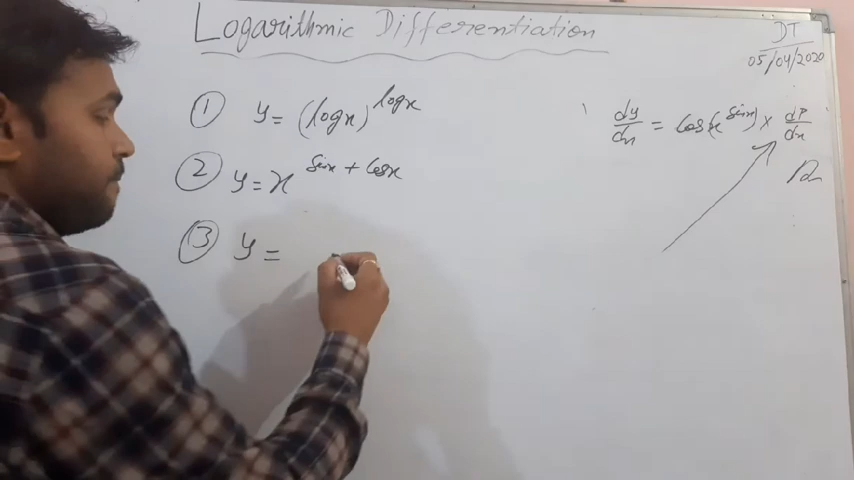 Logarithmic Differentiation
DT
05/04/2020
① y = (logx)^logx
② y = x^sinx + cosx
③ y =
dy/dx = cos(x^sinx) × dP/dx